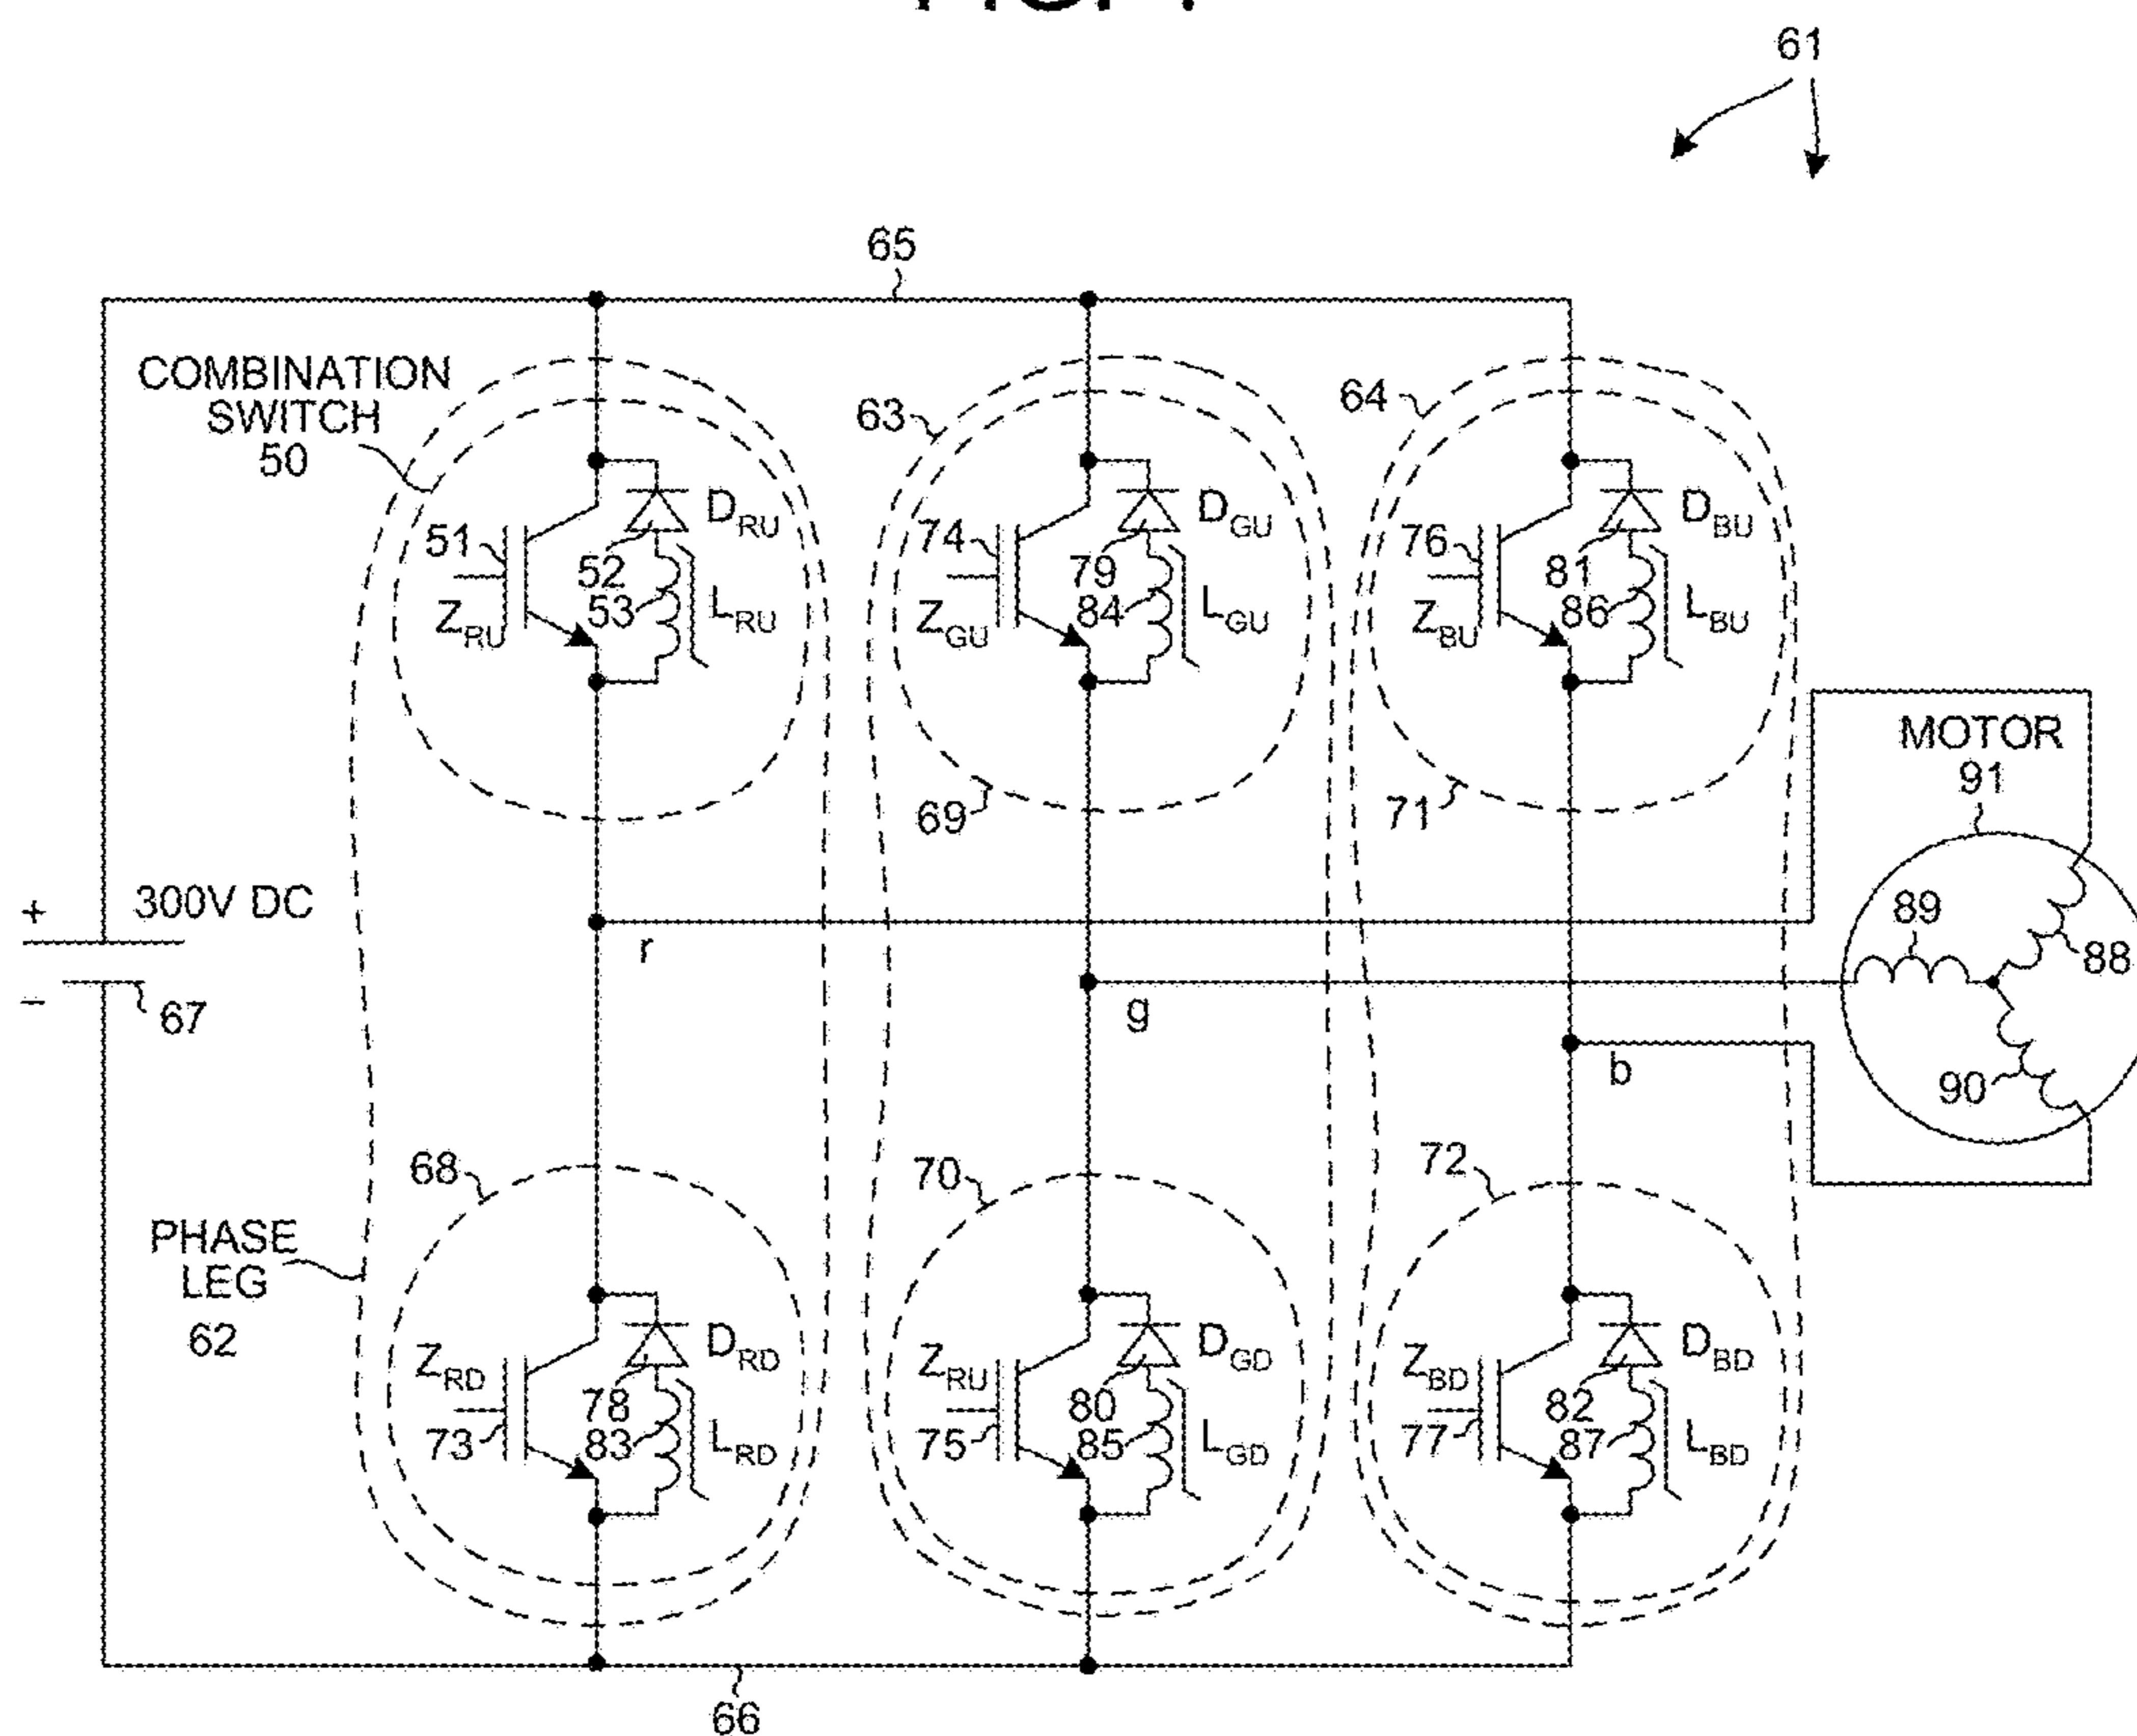 61
65
COMBINATION
SWITCH
50
63
64
51
Z_RU
52
53
D_RU
L_RU
74
Z_GU
79
84
D_GU
L_GU
76
Z_BU
81
86
D_BU
L_BU
69
71
MOTOR
91
+ 300V DC
−
67
r
g
b
89
88
90
68
70
72
PHASE
LEG
62
Z_RD
73
78
83
D_RD
L_RD
Z_RU
75
80
85
D_GD
L_GD
Z_BD
77
82
87
D_BD
L_BD
66